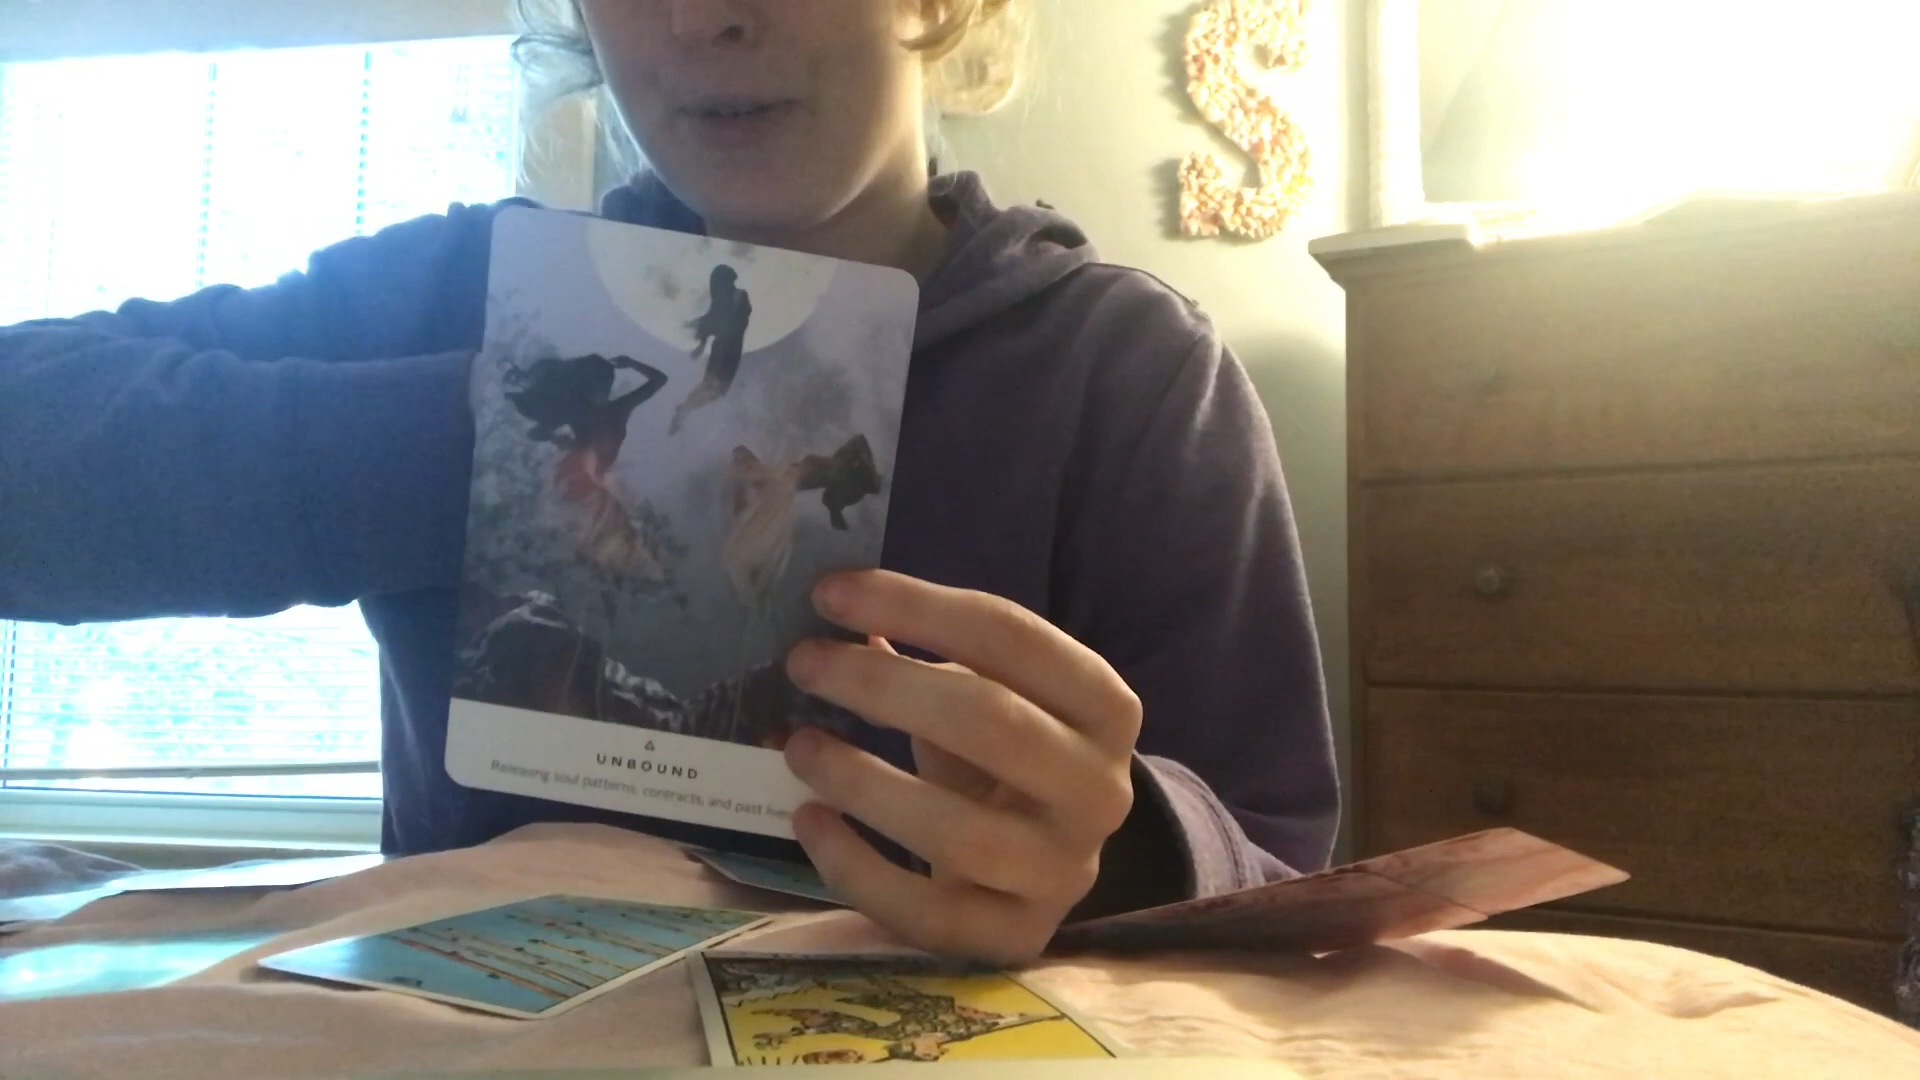 S
UNBOUND
Releasing soul patterns, contracts, and past lives